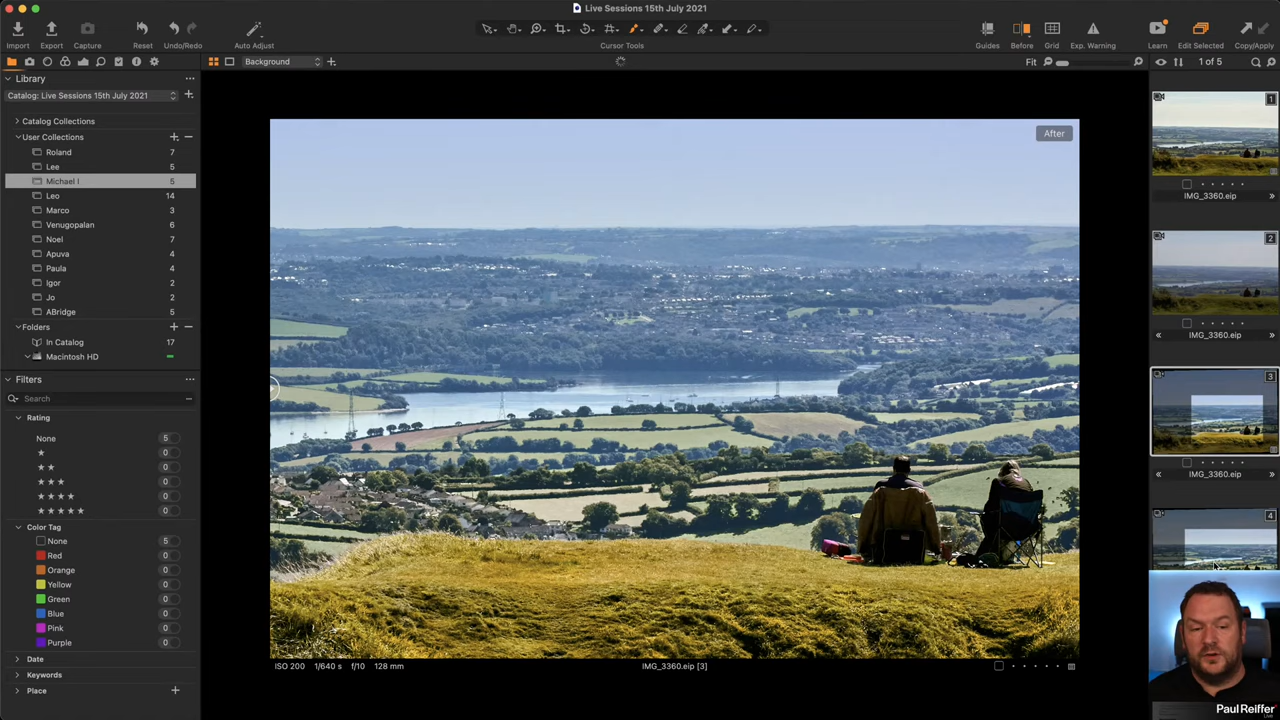 Live Sessions 15th July 2021
Import Export Capture Reset Undo/Redo Auto Adjust Cursor Tools Guides Before Grid Exp. Warning Learn Edit Selected Copy/Apply
Background Fit 1 of 5
Library
Catalog: Live Sessions 15th July 2021
Catalog Collections
User Collections
Roland 7
Lee 5
Michael I 5
Leo 14
Marco 3
Venugopalan 6
Noel 7
Apuva 4
Paula 4
Igor 2
Jo 2
ABridge 5
Folders
In Catalog 17
Macintosh HD
Filters
Search
Rating
None 5
0
0
0
0
0
Color Tag
None 5
Red 0
Orange 0
Yellow 0
Green 0
Blue 0
Pink 0
Purple 0
Date
Keywords
Place
After
ISO 200 1/640 s f/10 128 mm IMG_3360.eip [3]
1
IMG_3360.eip
2
IMG_3360.eip
3
IMG_3360.eip
4
PaulReiffer
Live